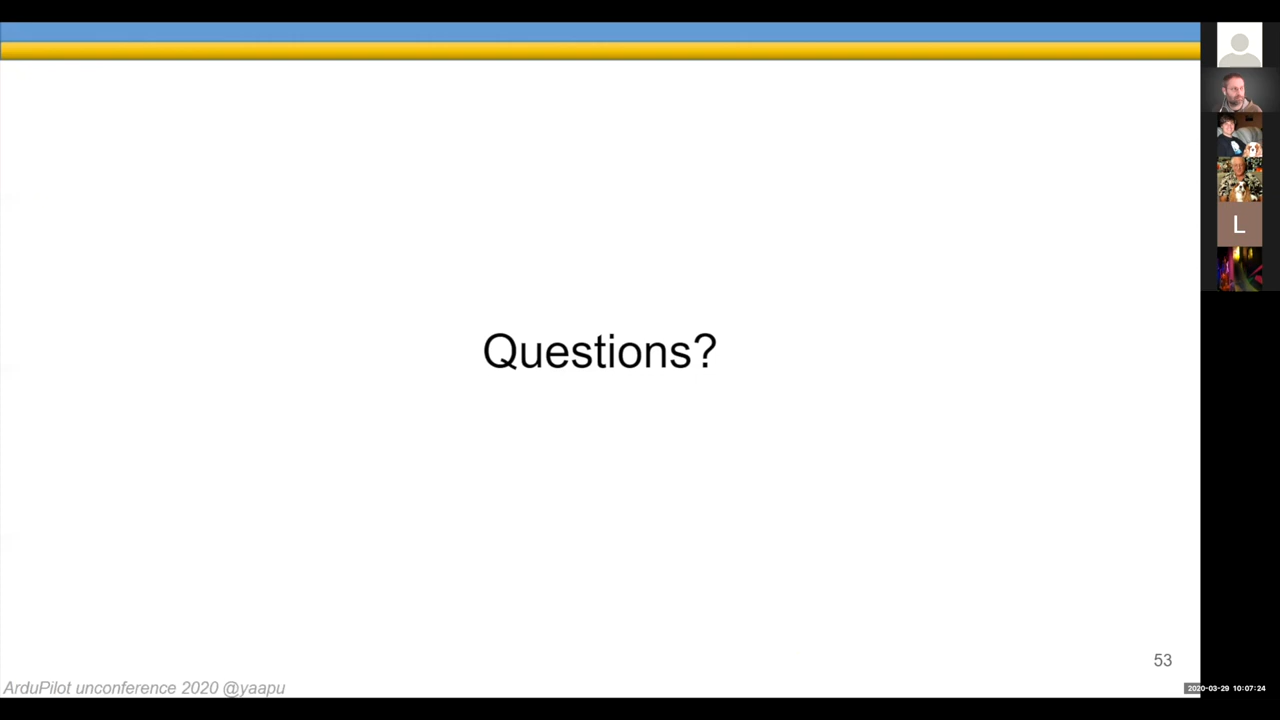 L
Questions?
53
ArduPilot unconference 2020 @yaapu
2020-03-29 10:07:24